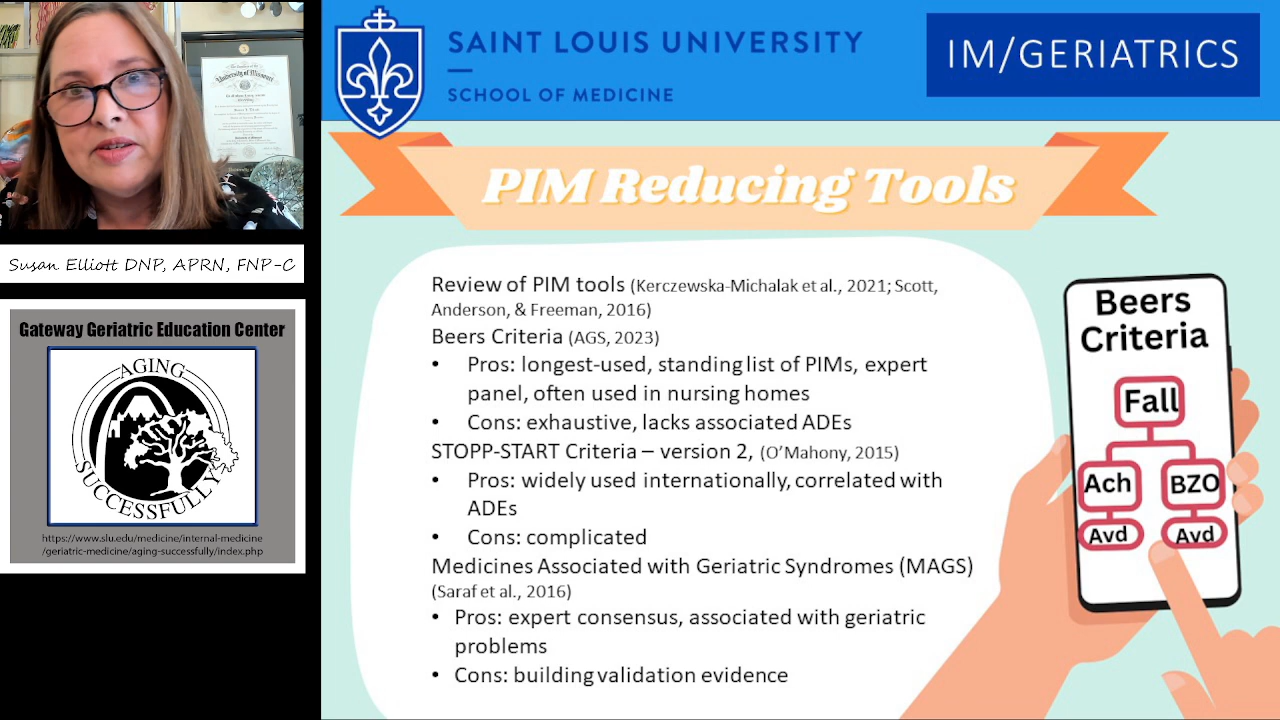 University of Missouri
Susan Elliott DNP, APRN, FNP-C
Gateway Geriatric Education Center
AGING
SUCCESSFULLY
https://www.slu.edu/medicine/internal-medicine
/geriatric-medicine/aging-successfully/index.php
SAINT LOUIS UNIVERSITY
SCHOOL OF MEDICINE
IM/GERIATRICS
PIM Reducing Tools
Review of PIM tools (Kerczewska-Michalak et al., 2021; Scott,
Anderson, & Freeman, 2016)
Beers Criteria (AGS, 2023)
• Pros: longest-used, standing list of PIMs, expert
panel, often used in nursing homes
• Cons: exhaustive, lacks associated ADEs
STOPP-START Criteria – version 2, (O’Mahony, 2015)
• Pros: widely used internationally, correlated with
ADEs
• Cons: complicated
Medicines Associated with Geriatric Syndromes (MAGS)
(Saraf et al., 2016)
• Pros: expert consensus, associated with geriatric
problems
• Cons: building validation evidence
Beers
Criteria
Fall
Ach BZO
Avd Avd